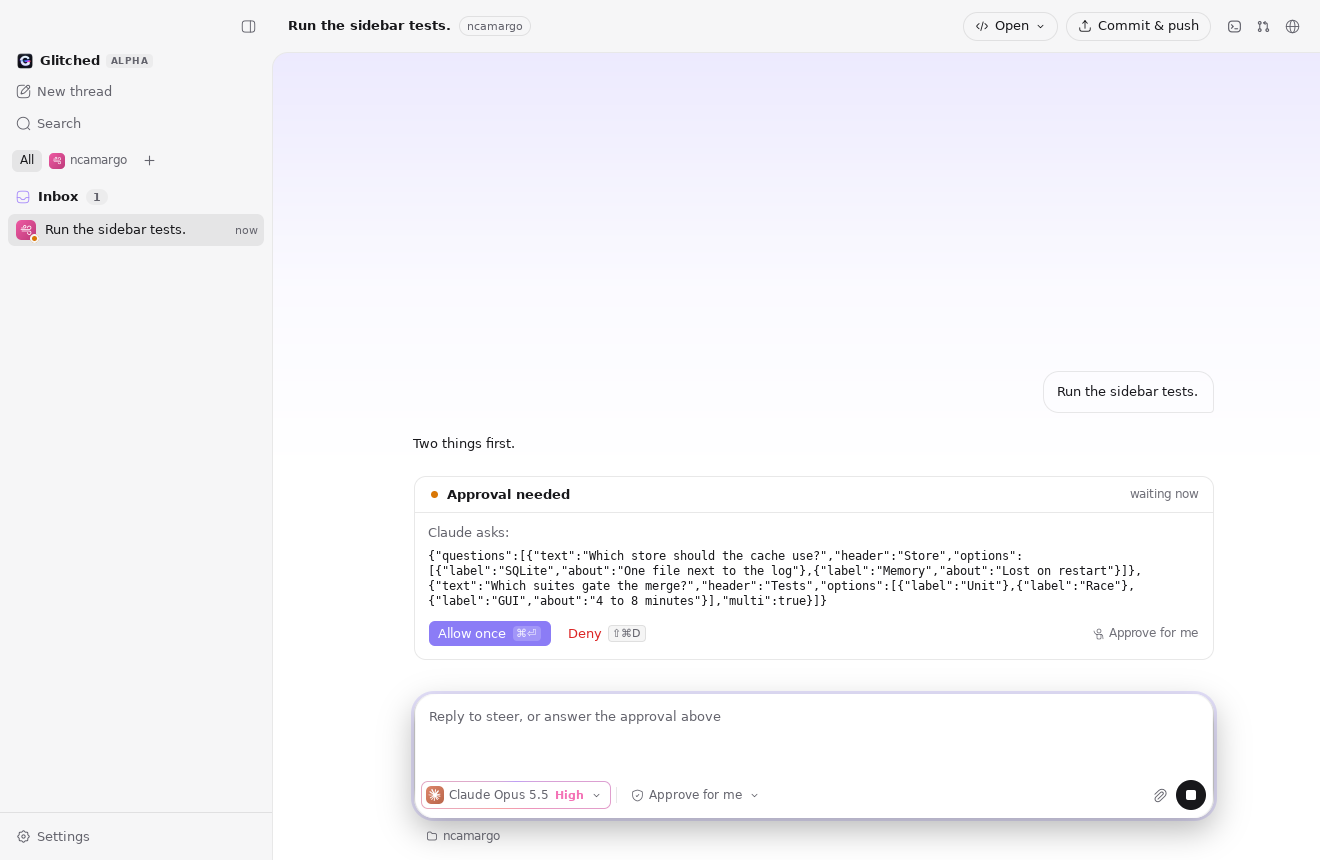 Run the sidebar tests. ncamargo Open Commit & push
Glitched ALPHA
New thread
Search
All ncamargo
Inbox 1
Run the sidebar tests. now
Run the sidebar tests.
Two things first.
Approval needed waiting now
Claude asks:
{"questions":[{"text":"Which store should the cache use?","header":"Store","options":
[{"label":"SQLite","about":"One file next to the log"},{"label":"Memory","about":"Lost on restart"}]},
{"text":"Which suites gate the merge?","header":"Tests","options":[{"label":"Unit"},{"label":"Race"},
{"label":"GUI","about":"4 to 8 minutes"}],"multi":true}]}
Allow once ⌘⏎ Deny ⇧⌘D Approve for me
Reply to steer, or answer the approval above
Claude Opus 5.5 High Approve for me
ncamargo
Settings